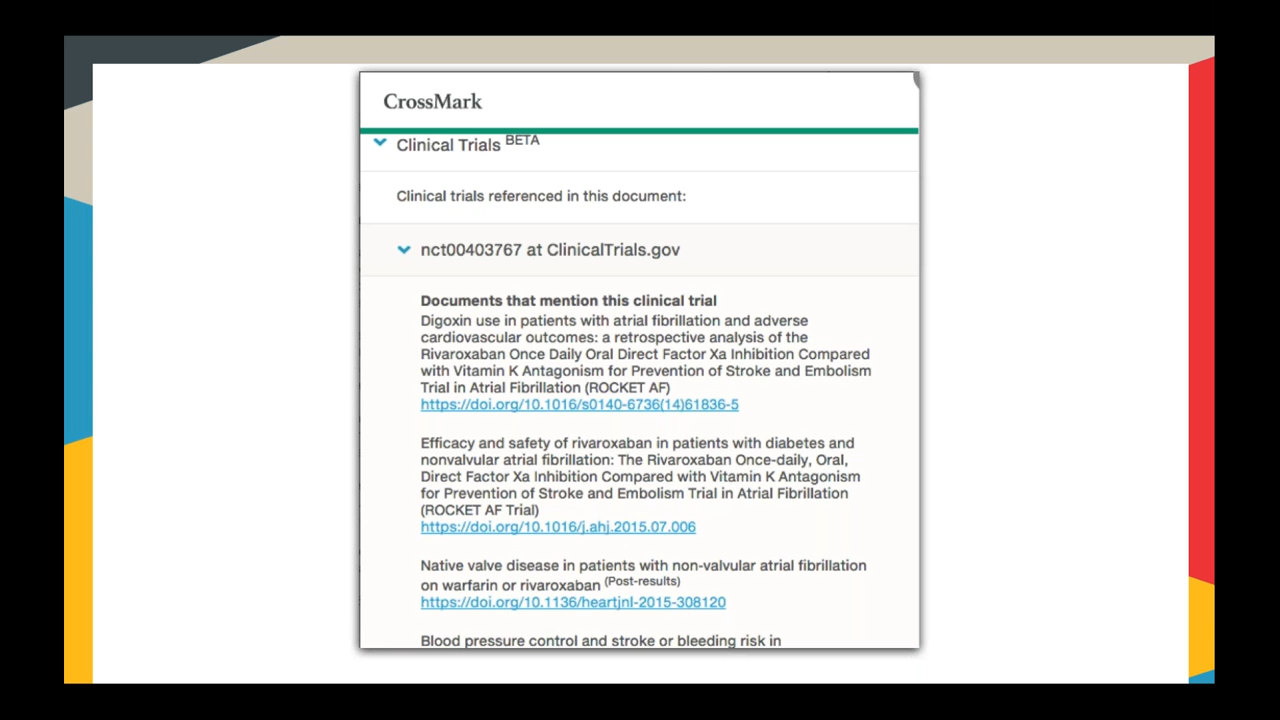 CrossMark
Clinical Trials BETA
Clinical trials referenced in this document:
nct00403767 at ClinicalTrials.gov
Documents that mention this clinical trial
Digoxin use in patients with atrial fibrillation and adverse
cardiovascular outcomes: a retrospective analysis of the
Rivaroxaban Once Daily Oral Direct Factor Xa Inhibition Compared
with Vitamin K Antagonism for Prevention of Stroke and Embolism
Trial in Atrial Fibrillation (ROCKET AF)
https://doi.org/10.1016/s0140-6736(14)61836-5
Efficacy and safety of rivaroxaban in patients with diabetes and
nonvalvular atrial fibrillation: The Rivaroxaban Once-daily, Oral,
Direct Factor Xa Inhibition Compared with Vitamin K Antagonism
for Prevention of Stroke and Embolism Trial in Atrial Fibrillation
(ROCKET AF Trial)
https://doi.org/10.1016/j.ahj.2015.07.006
Native valve disease in patients with non-valvular atrial fibrillation
on warfarin or rivaroxaban (Post-results)
https://doi.org/10.1136/heartjnl-2015-308120
Blood pressure control and stroke or bleeding risk in